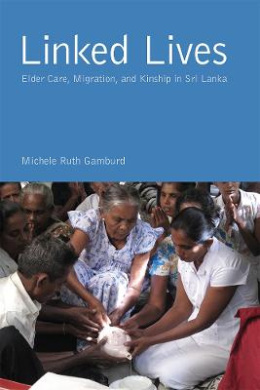 Linked Lives
Elder Care, Migration, and Kinship in Sri Lanka
Michele Ruth Gamburd